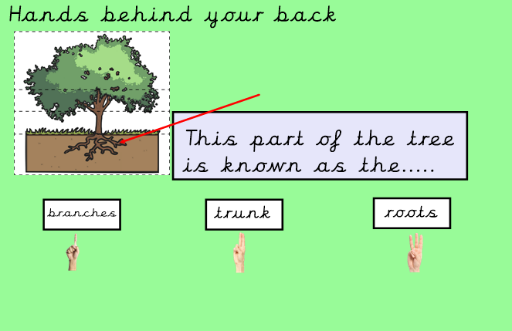 Hands behind your back
This part of the tree
is known as the.....
branches
trunk
roots